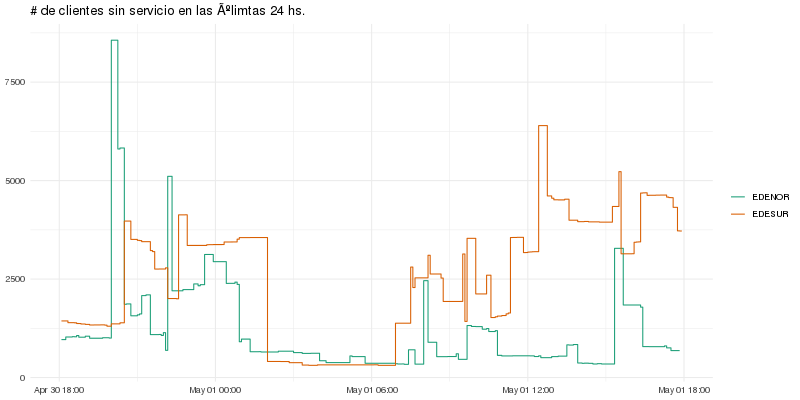 # de clientes sin servicio en las Ãºlimtas 24 hs.
7500
5000
2500
0
Apr 30 18:00
May 01 00:00
May 01 06:00
May 01 12:00
May 01 18:00
EDENOR
EDESUR